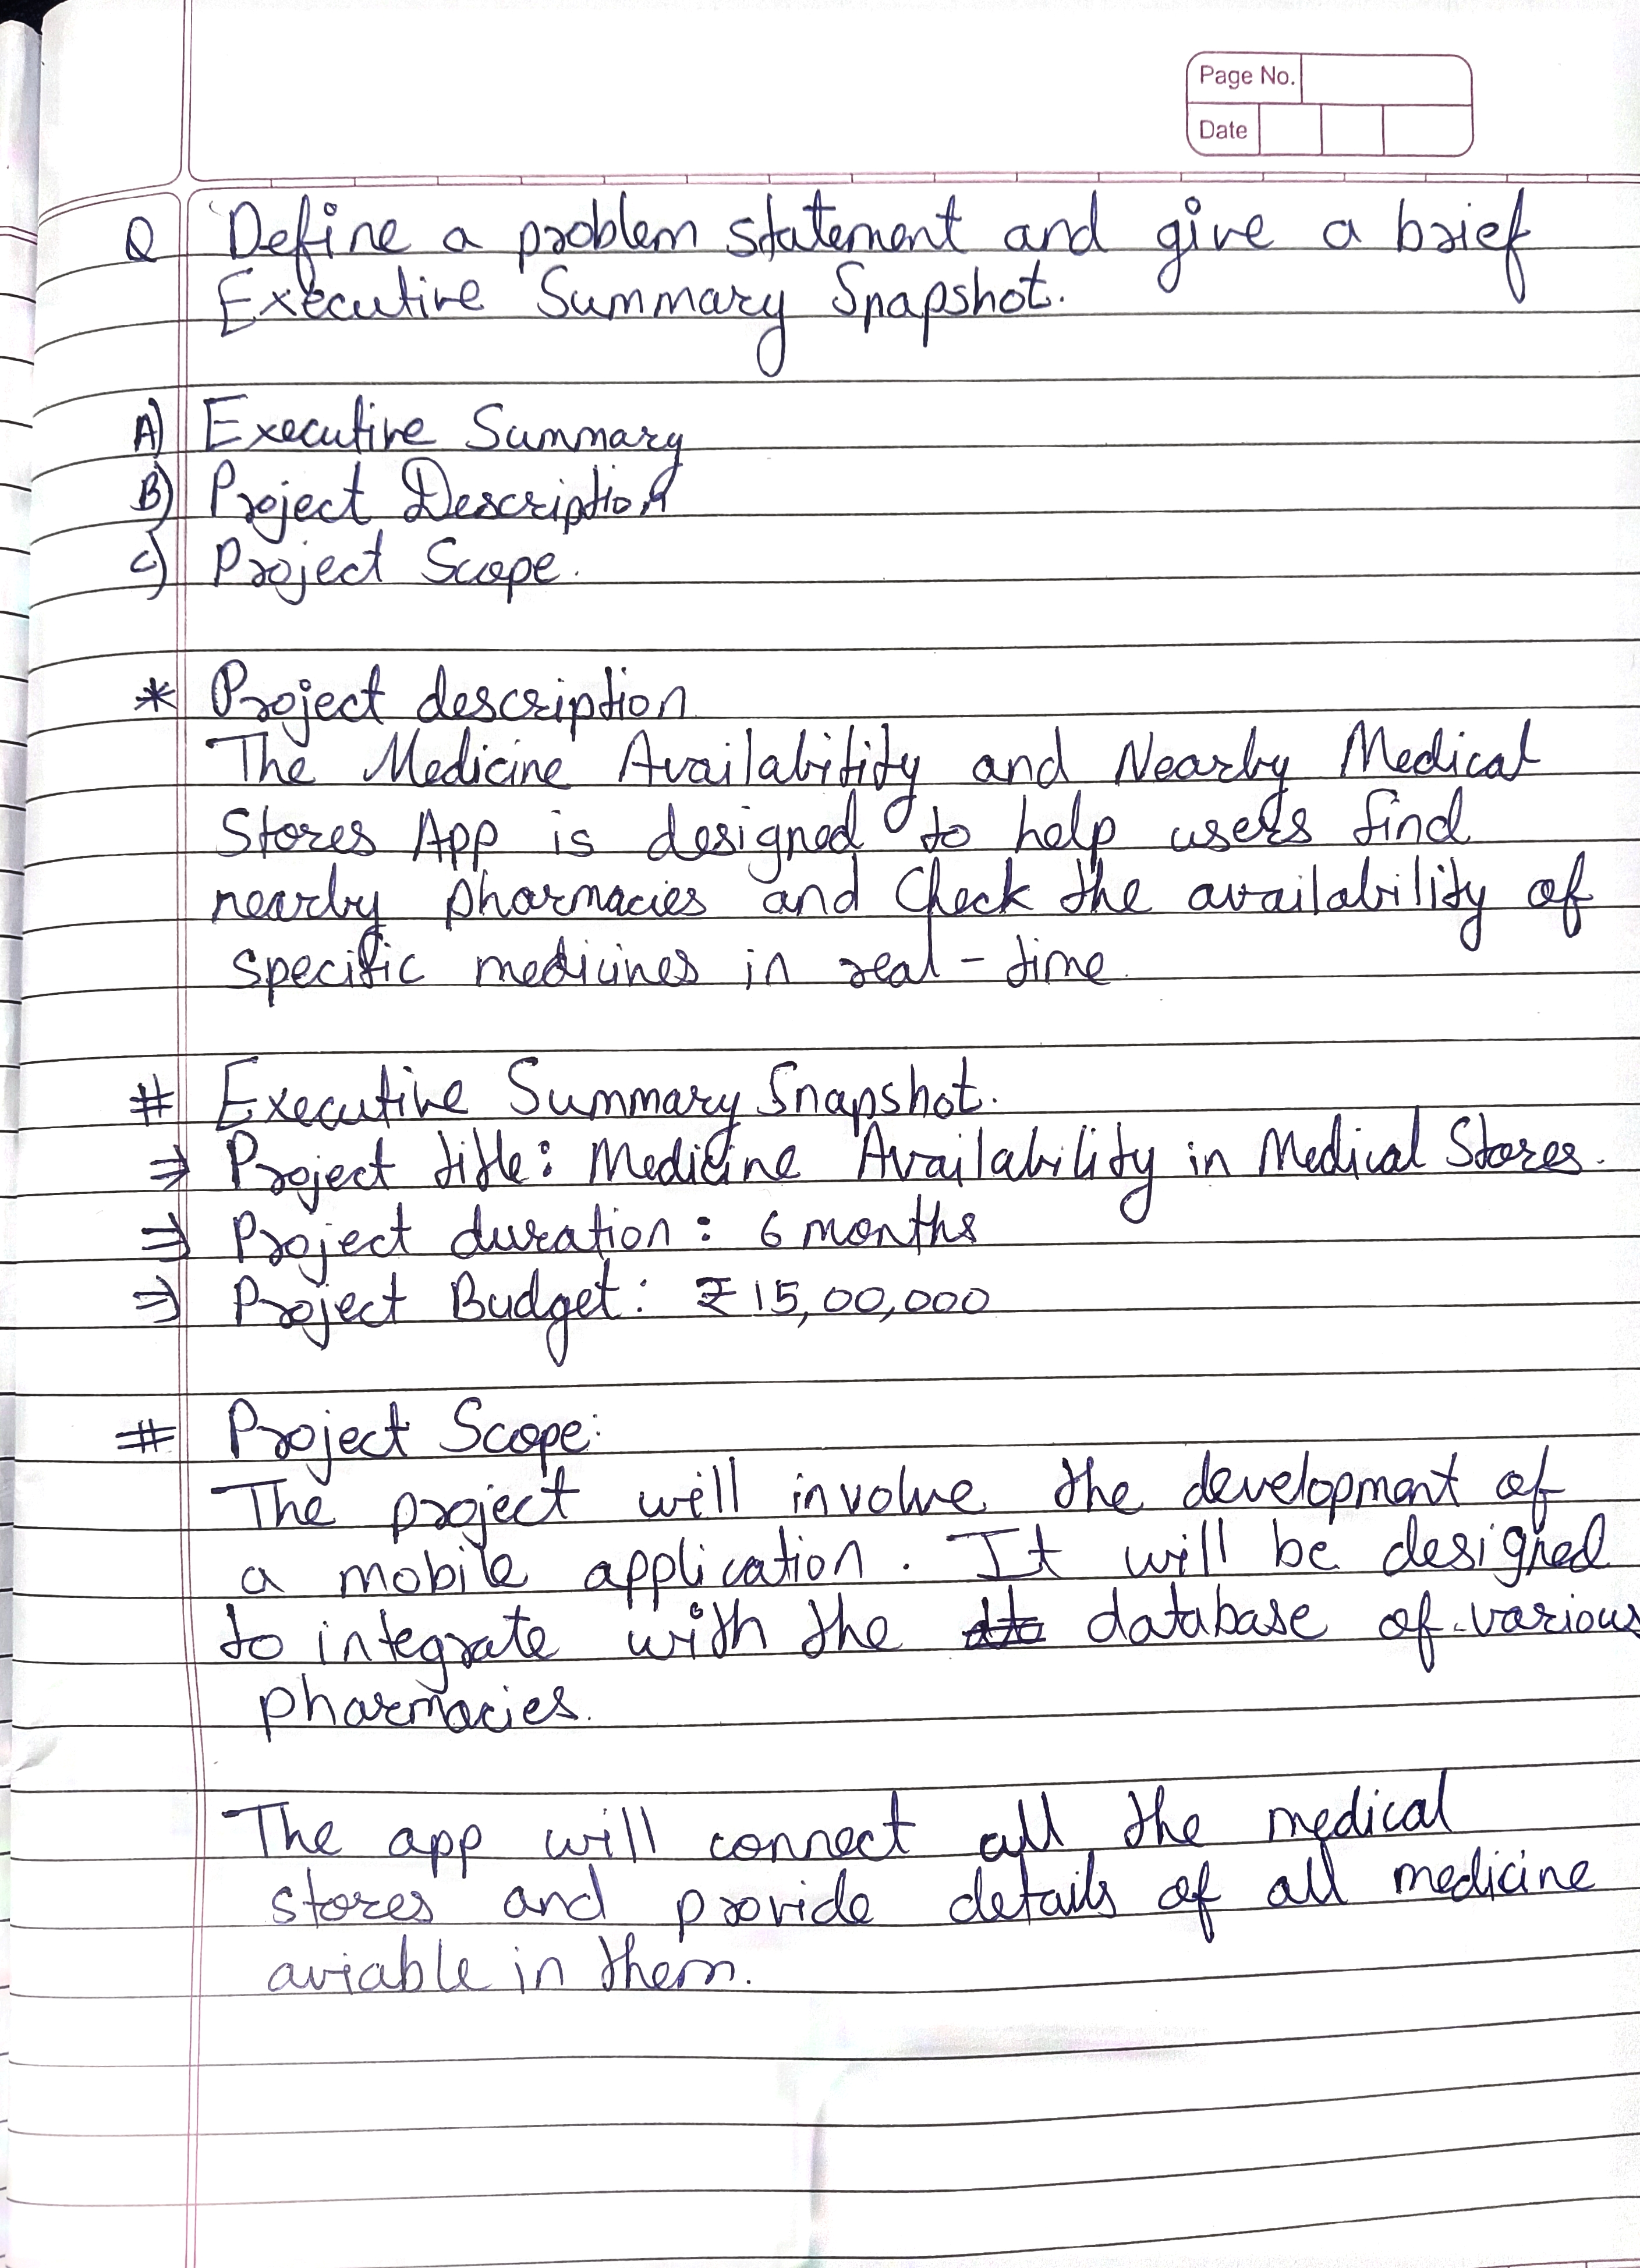 Page No.
Date
Q Define a problem statement and give a brief
Executive Summary Snapshot.
A) Executive Summary
B) Project Description
C) Project Scope.
* Project description
The Medicine Availability and Nearby Medical
Stores App is designed to help users find
nearby pharmacies and Check the availability of
specific medicines in real-time
# Executive Summary Snapshot.
⇒ Project title: Medicine Availability in Medical Stores.
⇒ Project duration: 6 months
⇒ Project Budget: ₹15,00,000
# Project Scope:
The project will involve the development of
a mobile application. It will be designed
to integrate with the database of various
pharmacies.
The app will connect all the medical
stores and provide details of all medicine
aviable in them.